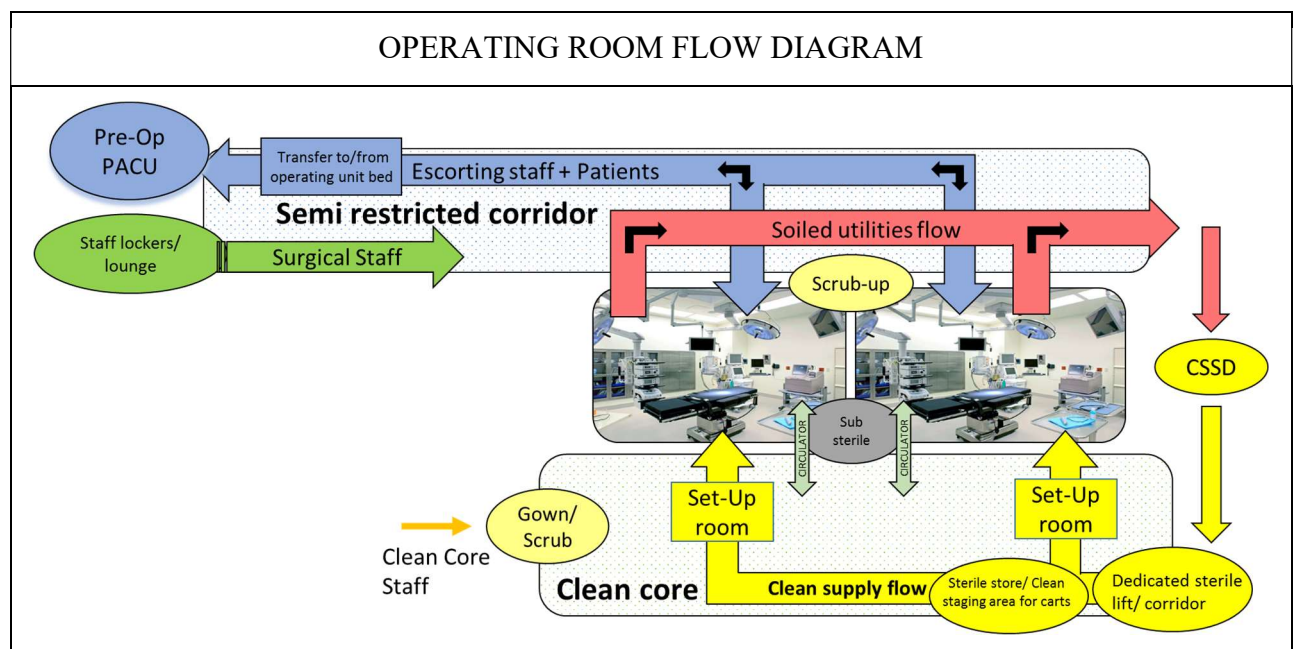 OPERATING ROOM FLOW DIAGRAM
Pre-Op
PACU
Transfer to/from
operating unit bed
Escorting staff + Patients
Semi restricted corridor
Staff lockers/
lounge
Surgical Staff
Soiled utilities flow
Scrub-up
CSSD
Sub
sterile
CIRCULATOR
CIRCULATOR
Set-Up
room
Set-Up
room
Gown/
Scrub
Clean Core
Staff
Clean core
Clean supply flow
Sterile store/ Clean
staging area for carts
Dedicated sterile
lift/ corridor